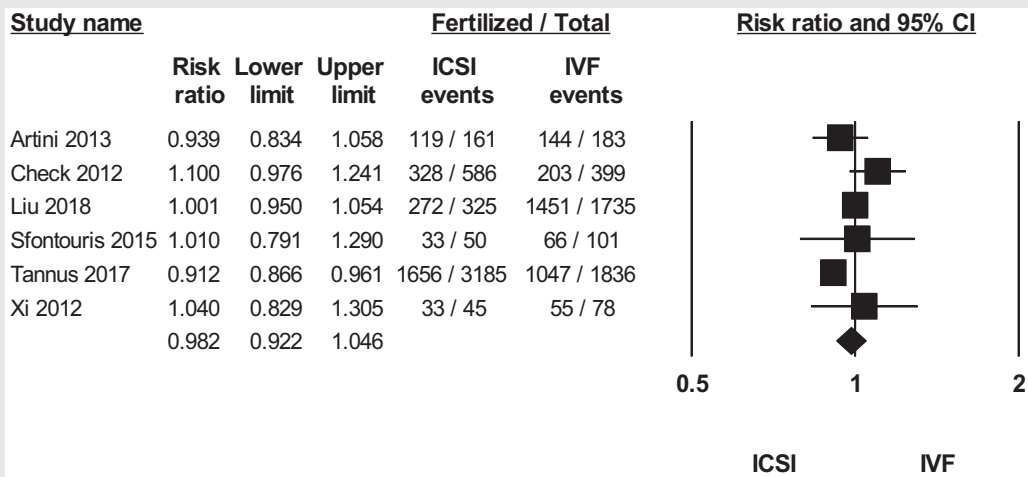 Study name Fertilized / Total Risk ratio and 95% CI
Risk Lower Upper ICSI IVF
ratio limit limit events events
Artini 2013 0.939 0.834 1.058 119 / 161 144 / 183
Check 2012 1.100 0.976 1.241 328 / 586 203 / 399
Liu 2018 1.001 0.950 1.054 272 / 325 1451 / 1735
Sfontouris 2015 1.010 0.791 1.290 33 / 50 66 / 101
Tannus 2017 0.912 0.866 0.961 1656 / 3185 1047 / 1836
Xi 2012 1.040 0.829 1.305 33 / 45 55 / 78
0.982 0.922 1.046
0.5 1 2
ICSI IVF